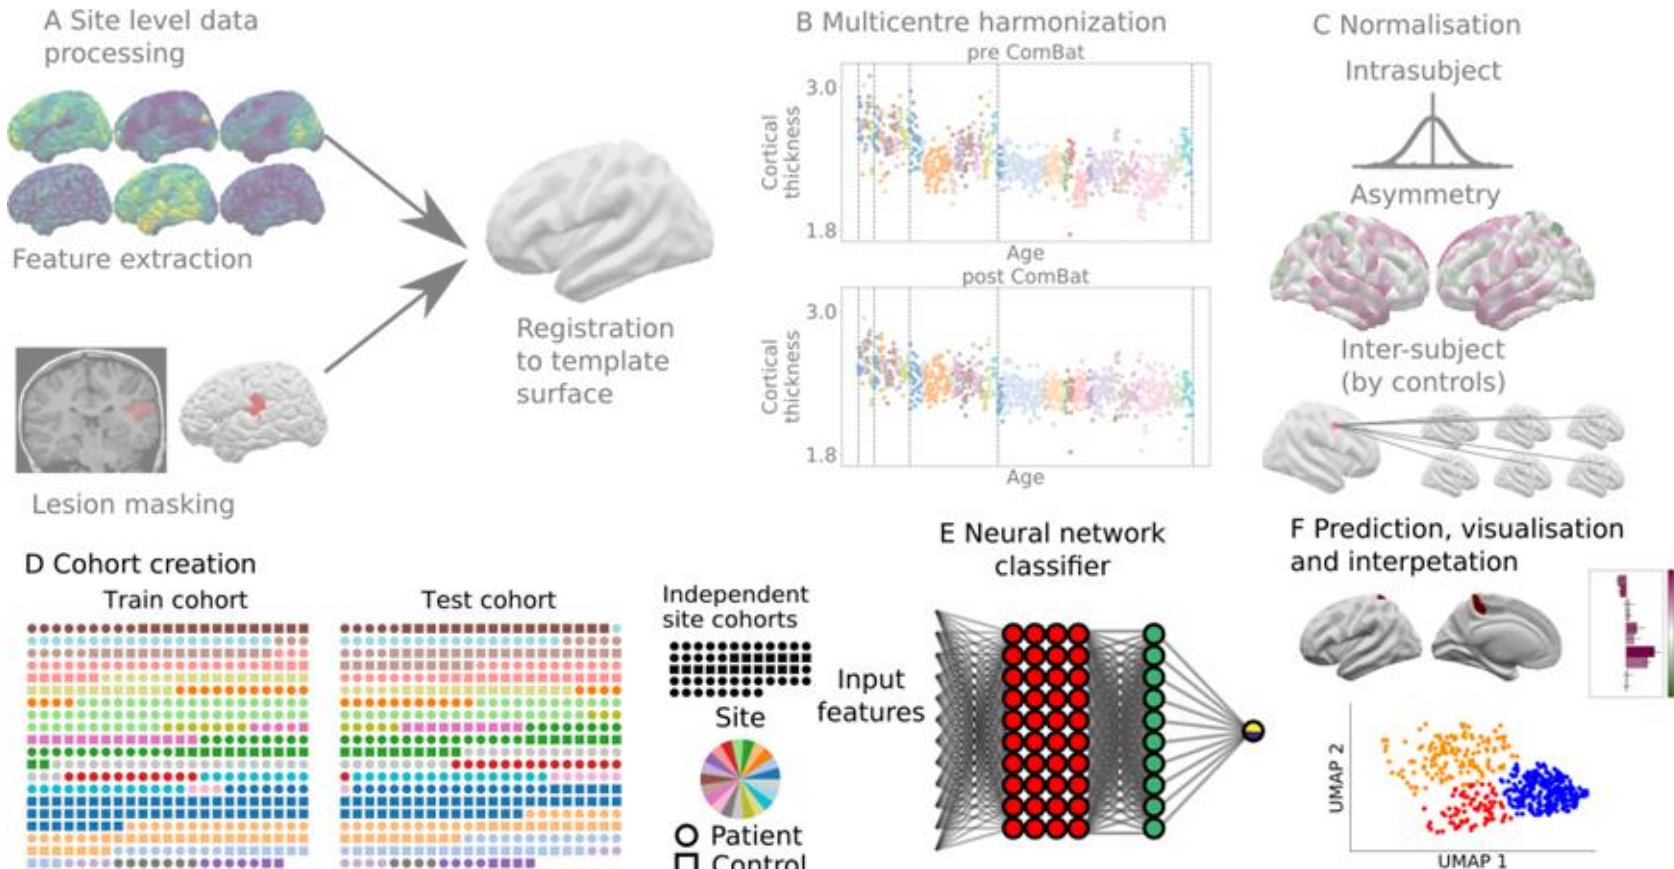 A Site level data
processing
Feature extraction
Lesion masking
Registration
to template
surface
B Multicentre harmonization
pre ComBat
3.0
Cortical
thickness
1.8
Age
post ComBat
3.0
Cortical
thickness
1.8
Age
C Normalisation
Intrasubject
Asymmetry
Inter-subject
(by controls)
D Cohort creation
Train cohort
Test cohort
Independent
site cohorts
Site
Patient
Control
E Neural network
classifier
Input
features
F Prediction, visualisation
and interpetation
UMAP 2
UMAP 1